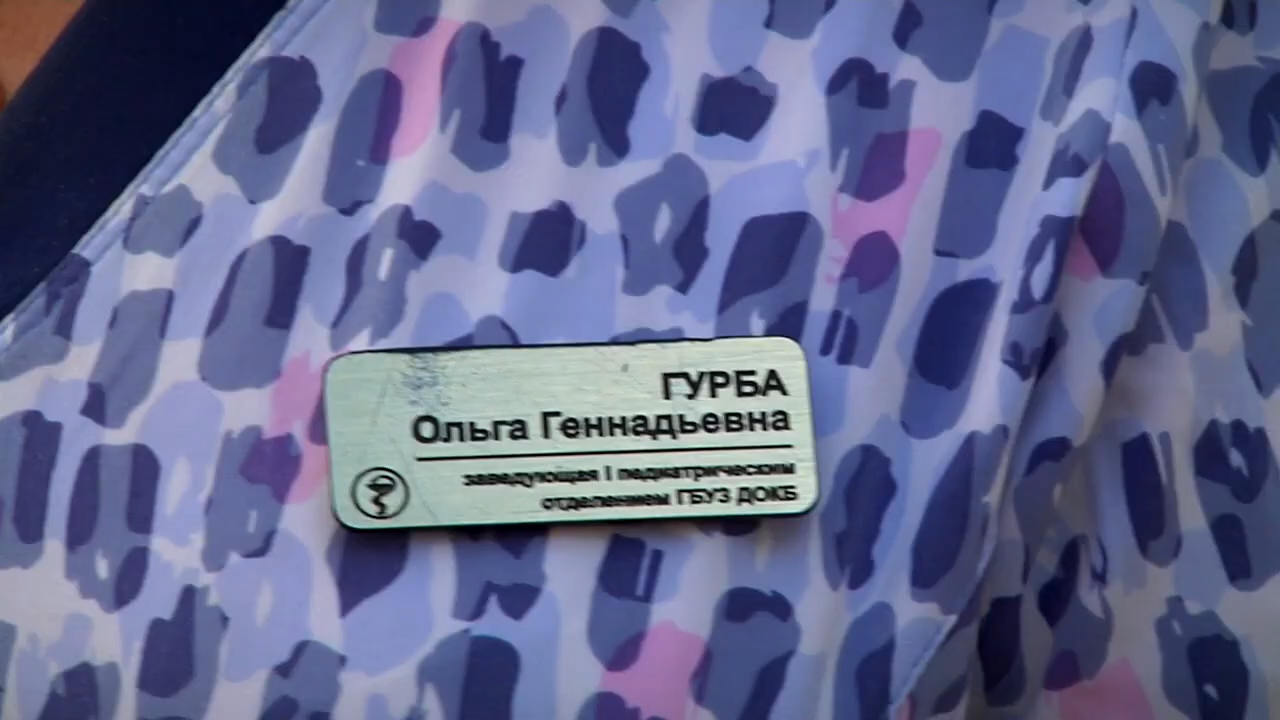 ГУРБА
Ольга Геннадьевна
заведующая I педиатрическим
отделением ГБУЗ ДОКБ